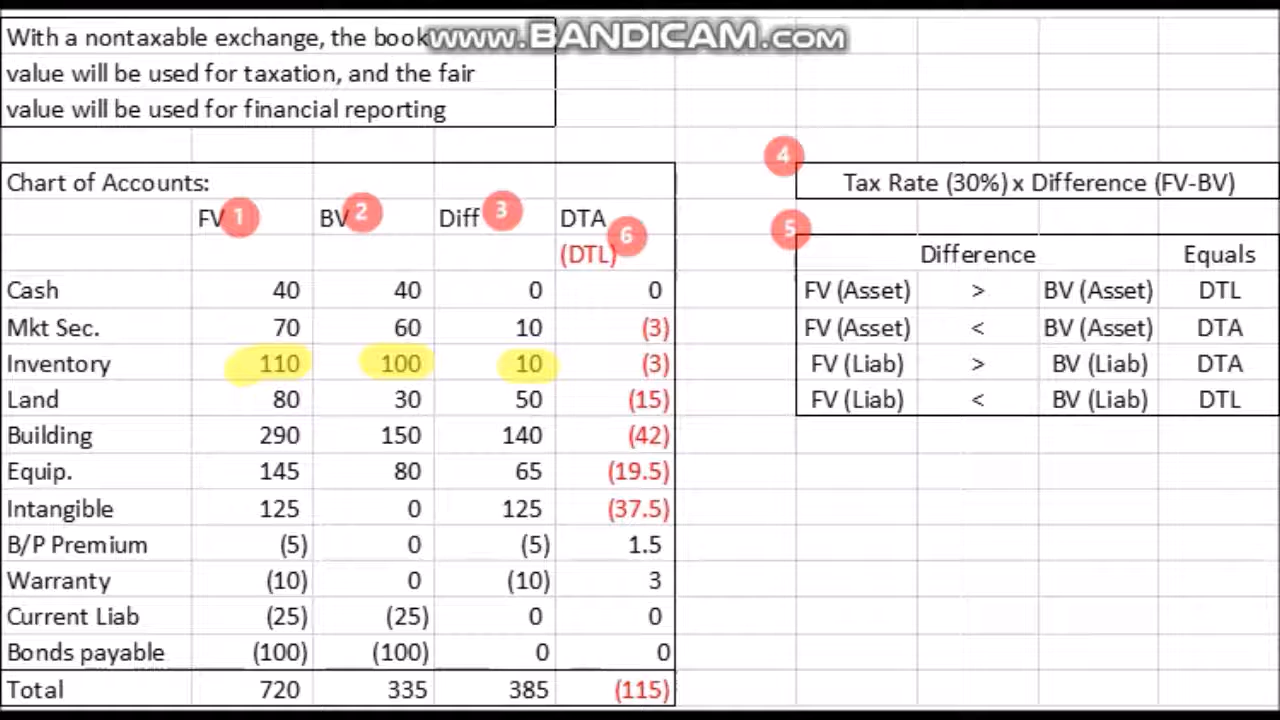 www.BANDICAM.com
With a nontaxable exchange, the book
value will be used for taxation, and the fair
value will be used for financial reporting
4
Tax Rate (30%) x Difference (FV-BV)
Chart of Accounts:
FV 1 BV 2 Diff 3 DTA
6
(DTL)
5
Difference Equals
FV (Asset) > BV (Asset) DTL
FV (Asset) < BV (Asset) DTA
FV (Liab) > BV (Liab) DTA
FV (Liab) < BV (Liab) DTL
Cash 40 40 0 0
Mkt Sec. 70 60 10 (3)
Inventory 110 100 10 (3)
Land 80 30 50 (15)
Building 290 150 140 (42)
Equip. 145 80 65 (19.5)
Intangible 125 0 125 (37.5)
B/P Premium (5) 0 (5) 1.5
Warranty (10) 0 (10) 3
Current Liab (25) (25) 0 0
Bonds payable (100) (100) 0 0
Total 720 335 385 (115)